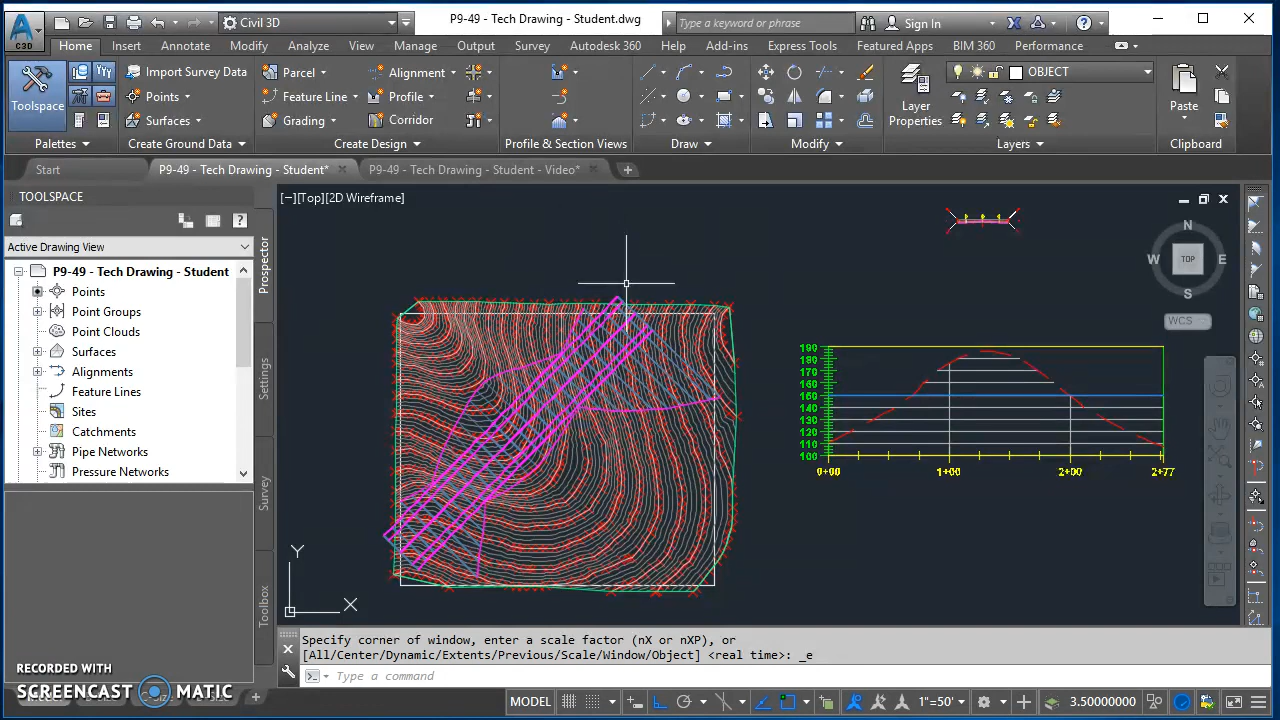 Civil 3D
P9-49 - Tech Drawing - Student.dwg
Type a keyword or phrase
Sign In
C3D
Home Insert Annotate Modify Analyze View Manage Output Survey Autodesk 360 Help Add-ins Express Tools Featured Apps BIM 360 Performance
Toolspace
Import Survey Data
Points
Surfaces
Parcel
Feature Line
Grading
Alignment
Profile
Corridor
Layer Properties
OBJECT
Paste
Palettes Create Ground Data Create Design Profile & Section Views Draw Modify Layers Clipboard
Start P9-49 - Tech Drawing - Student* P9-49 - Tech Drawing - Student - Video*
TOOLSPACE
Active Drawing View
P9-49 - Tech Drawing - Student
Points
Point Groups
Point Clouds
Surfaces
Alignments
Feature Lines
Sites
Catchments
Pipe Networks
Pressure Networks
Prospector
Settings
Survey
Toolbox
[−][Top][2D Wireframe]
N
W TOP E
S
WCS
190
180
170
160
150
140
130
120
110
100
0+00 1+00 2+00 2+77
Y
X
Specify corner of window, enter a scale factor (nX or nXP), or
[All/Center/Dynamic/Extents/Previous/Scale/Window/Object] <real time>: _e
Type a command
RECORDED WITH
SCREENCAST MATIC
MODEL 1"=50' 3.50000000